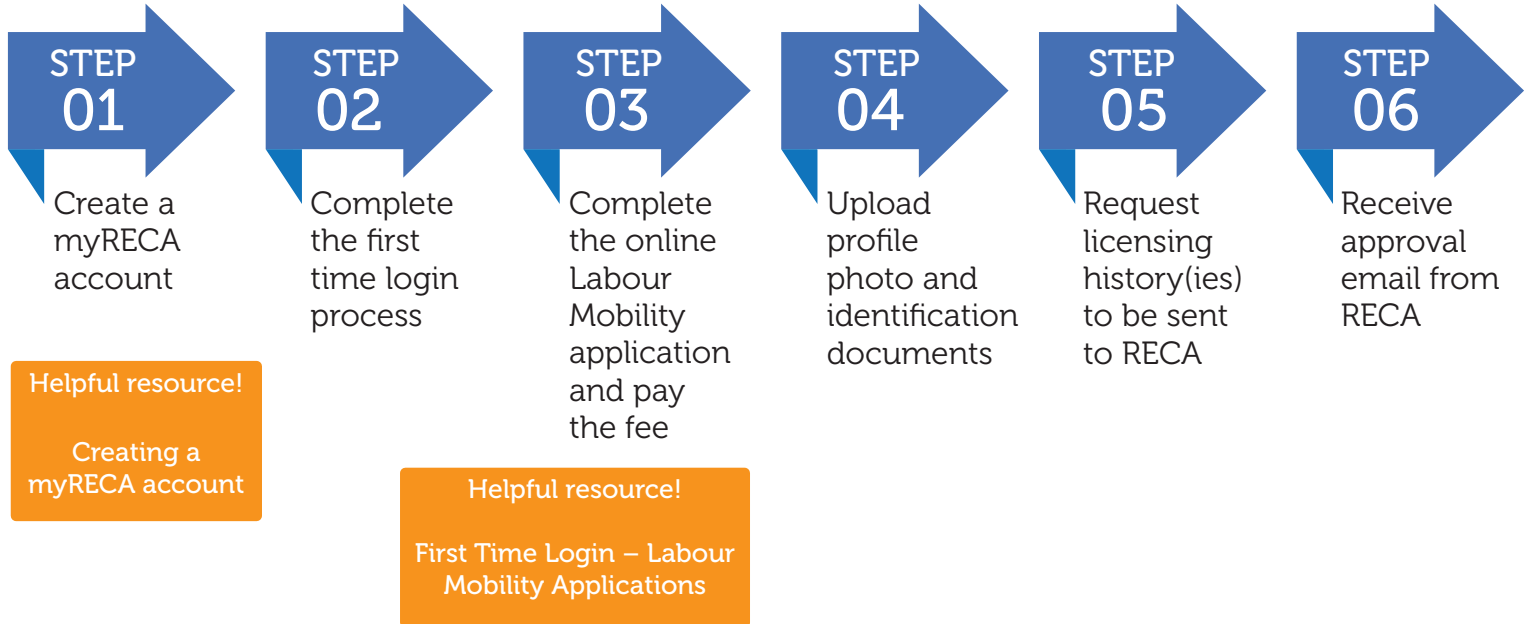 STEP
01
Create a
myRECA
account
STEP
02
Complete
the first
time login
process
STEP
03
Complete
the online
Labour
Mobility
application
and pay
the fee
STEP
04
Upload
profile
photo and
identification
documents
STEP
05
Request
licensing
history(ies)
to be sent
to RECA
STEP
06
Receive
approval
email from
RECA
Helpful resource!
Creating a
myRECA account
Helpful resource!
First Time Login – Labour
Mobility Applications